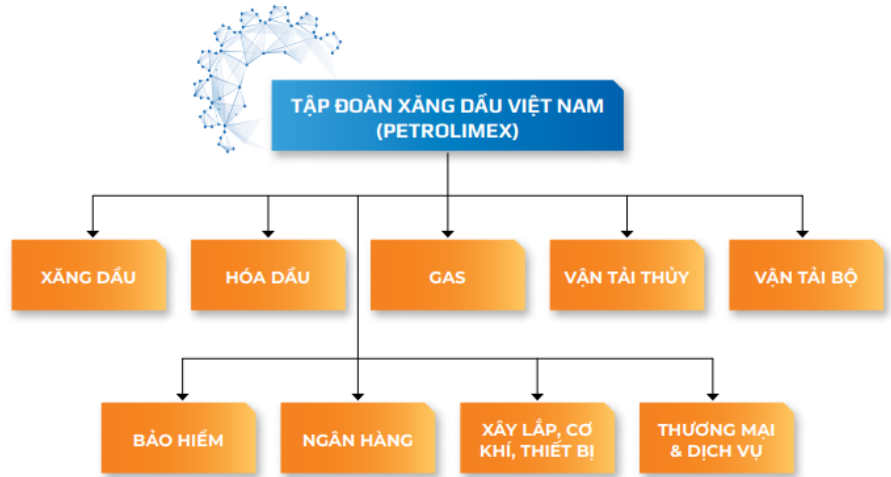 TẬP ĐOÀN XĂNG DẦU VIỆT NAM
(PETROLIMEX)
XĂNG DẦU
HÓA DẦU
GAS
VẬN TẢI THỦY
VẬN TẢI BỘ
BẢO HIỂM
NGÂN HÀNG
XÂY LẮP, CƠ
KHÍ, THIẾT BỊ
THƯƠNG MẠI
& DỊCH VỤ